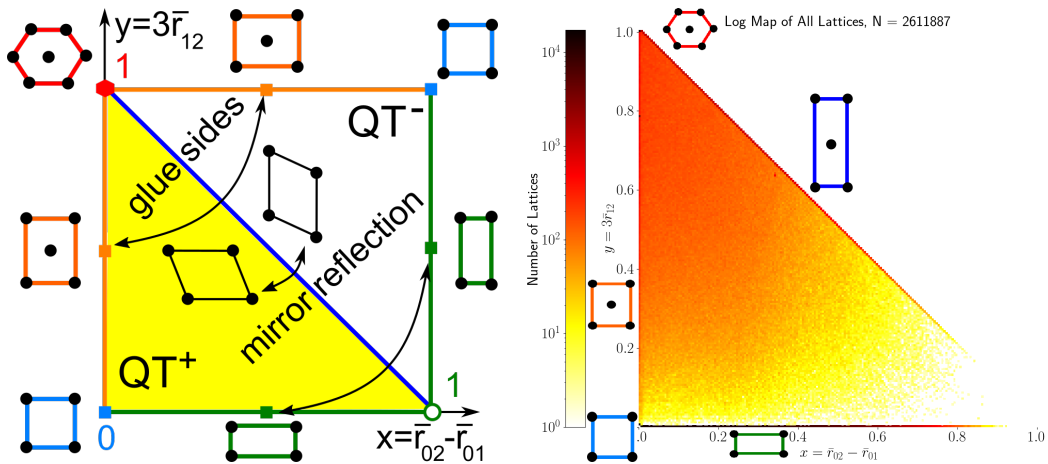 y=3r̅₁₂
1
QT⁻
glue sides
mirror reflection
QT⁺
1
0
x=r̅₀₂-r̅₀₁
Log Map of All Lattices, N = 2611887
Number of Lattices
10⁴
10³
10²
10¹
10⁰
y = 3r̅₁₂
1.0
0.8
0.6
0.4
0.2
0.0
0.2
0.4
0.6
0.8
1.0
x = r̅₀₂ − r̅₀₁